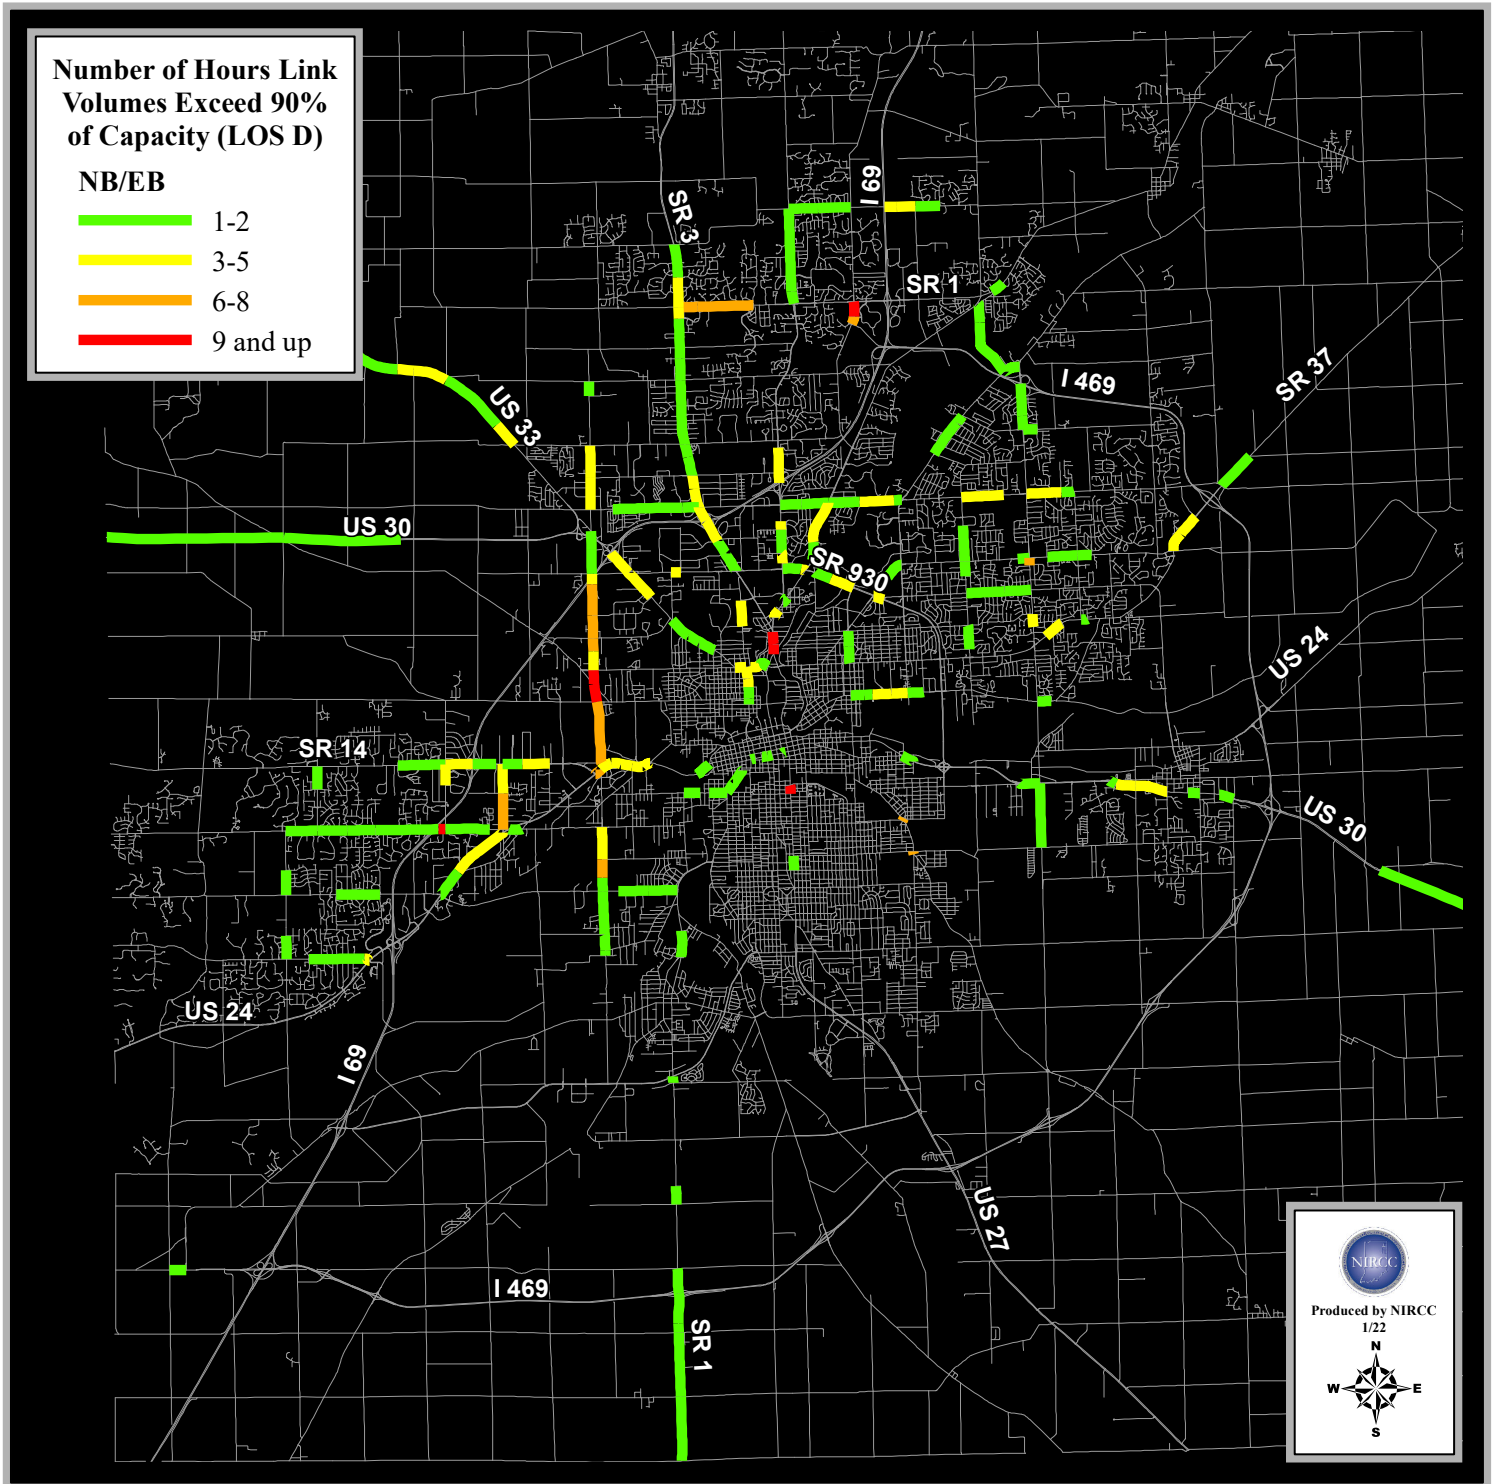 Number of Hours Link
Volumes Exceed 90%
of Capacity (LOS D)
NB/EB
1-2
3-5
6-8
9 and up
SR 3
I 69
SR 1
US 33
I 469
SR 37
US 30
SR 930
US 24
SR 14
US 30
US 24
I 69
US 27
I 469
SR 1
NIRCC
Produced by NIRCC
1/22
N
W
E
S